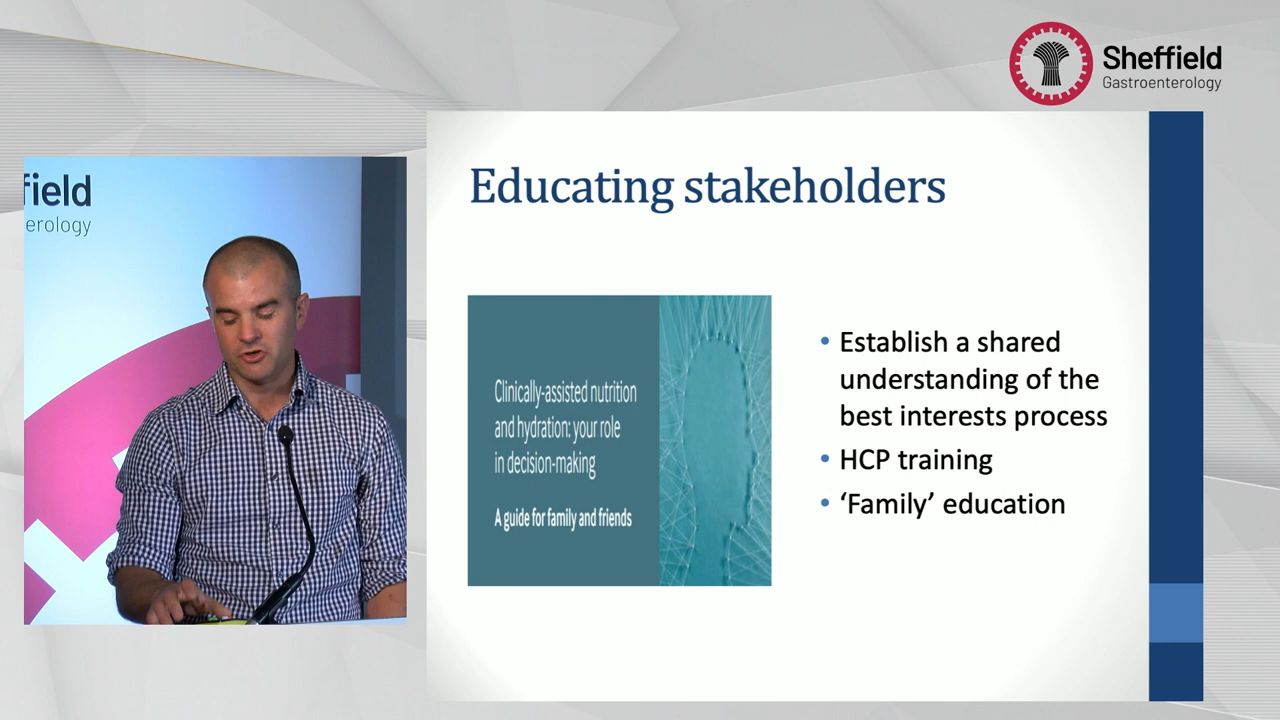 Sheffield
Gastroenterology
field
erology
Educating stakeholders
Clinically-assisted nutrition
and hydration: your role
in decision-making
A guide for family and friends
• Establish a shared
understanding of the
best interests process
• HCP training
• ‘Family’ education